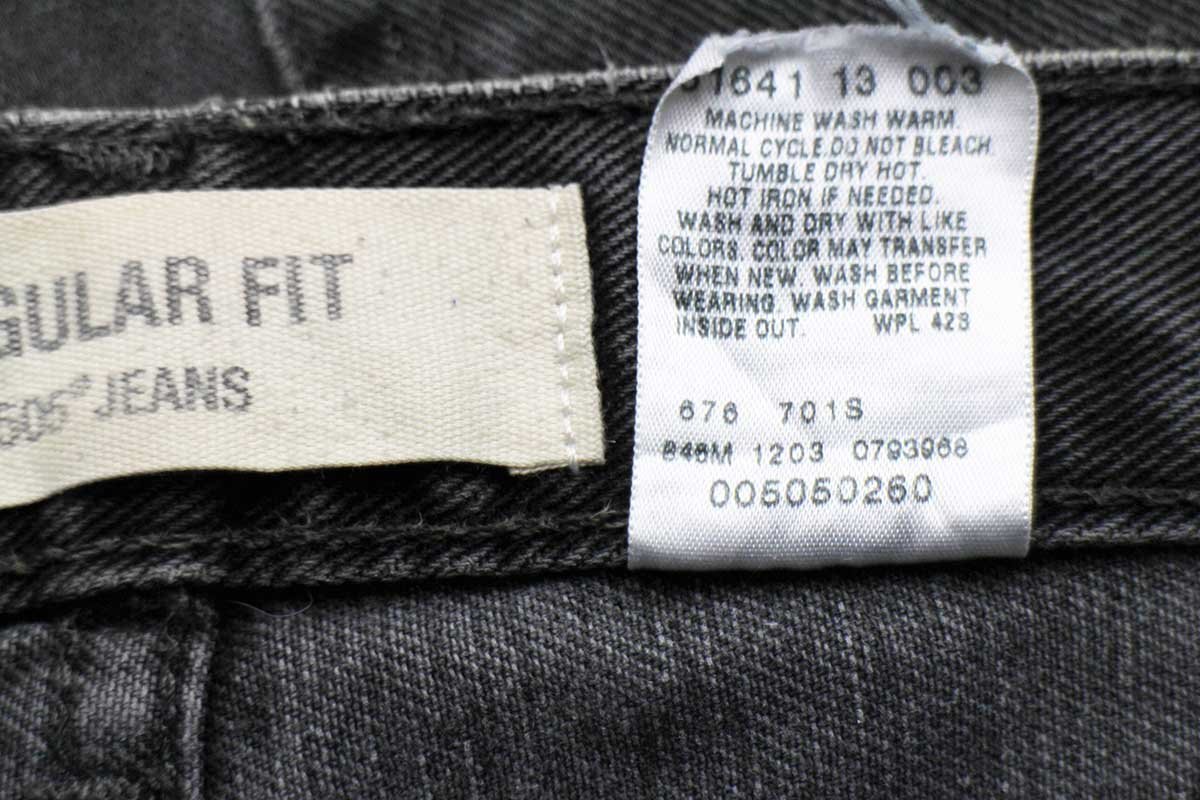 GULAR FIT
505® JEANS
1641 13 003
MACHINE WASH WARM.
NORMAL CYCLE.DO NOT BLEACH.
TUMBLE DRY HOT.
HOT IRON IF NEEDED.
WASH AND DRY WITH LIKE
COLORS. COLOR MAY TRANSFER
WHEN NEW. WASH BEFORE
WEARING. WASH GARMENT
INSIDE OUT. WPL 423
676 701S
1203 0793968
005050260